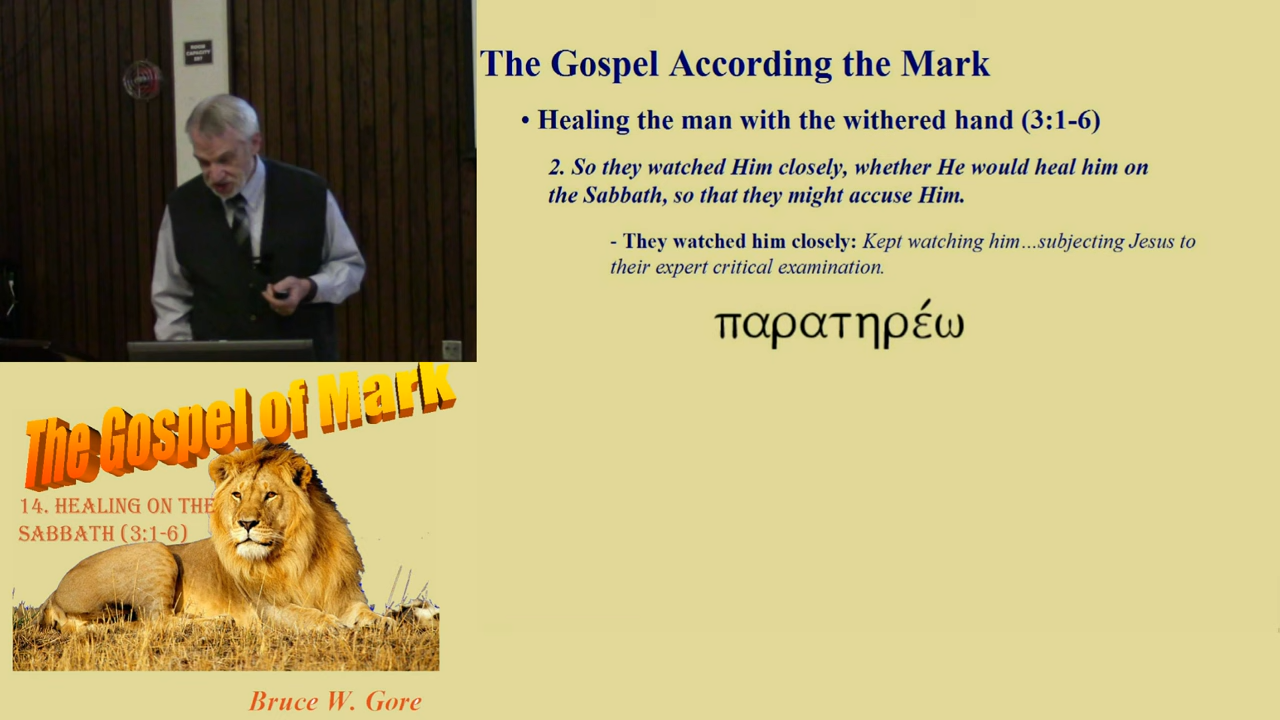 The Gospel According the Mark
• Healing the man with the withered hand (3:1-6)
2. So they watched Him closely, whether He would heal him on
the Sabbath, so that they might accuse Him.
- They watched him closely: Kept watching him…subjecting Jesus to
their expert critical examination.
παρατηρέω
The Gospel of Mark
14. HEALING ON THE
SABBATH (3:1-6)
Bruce W. Gore